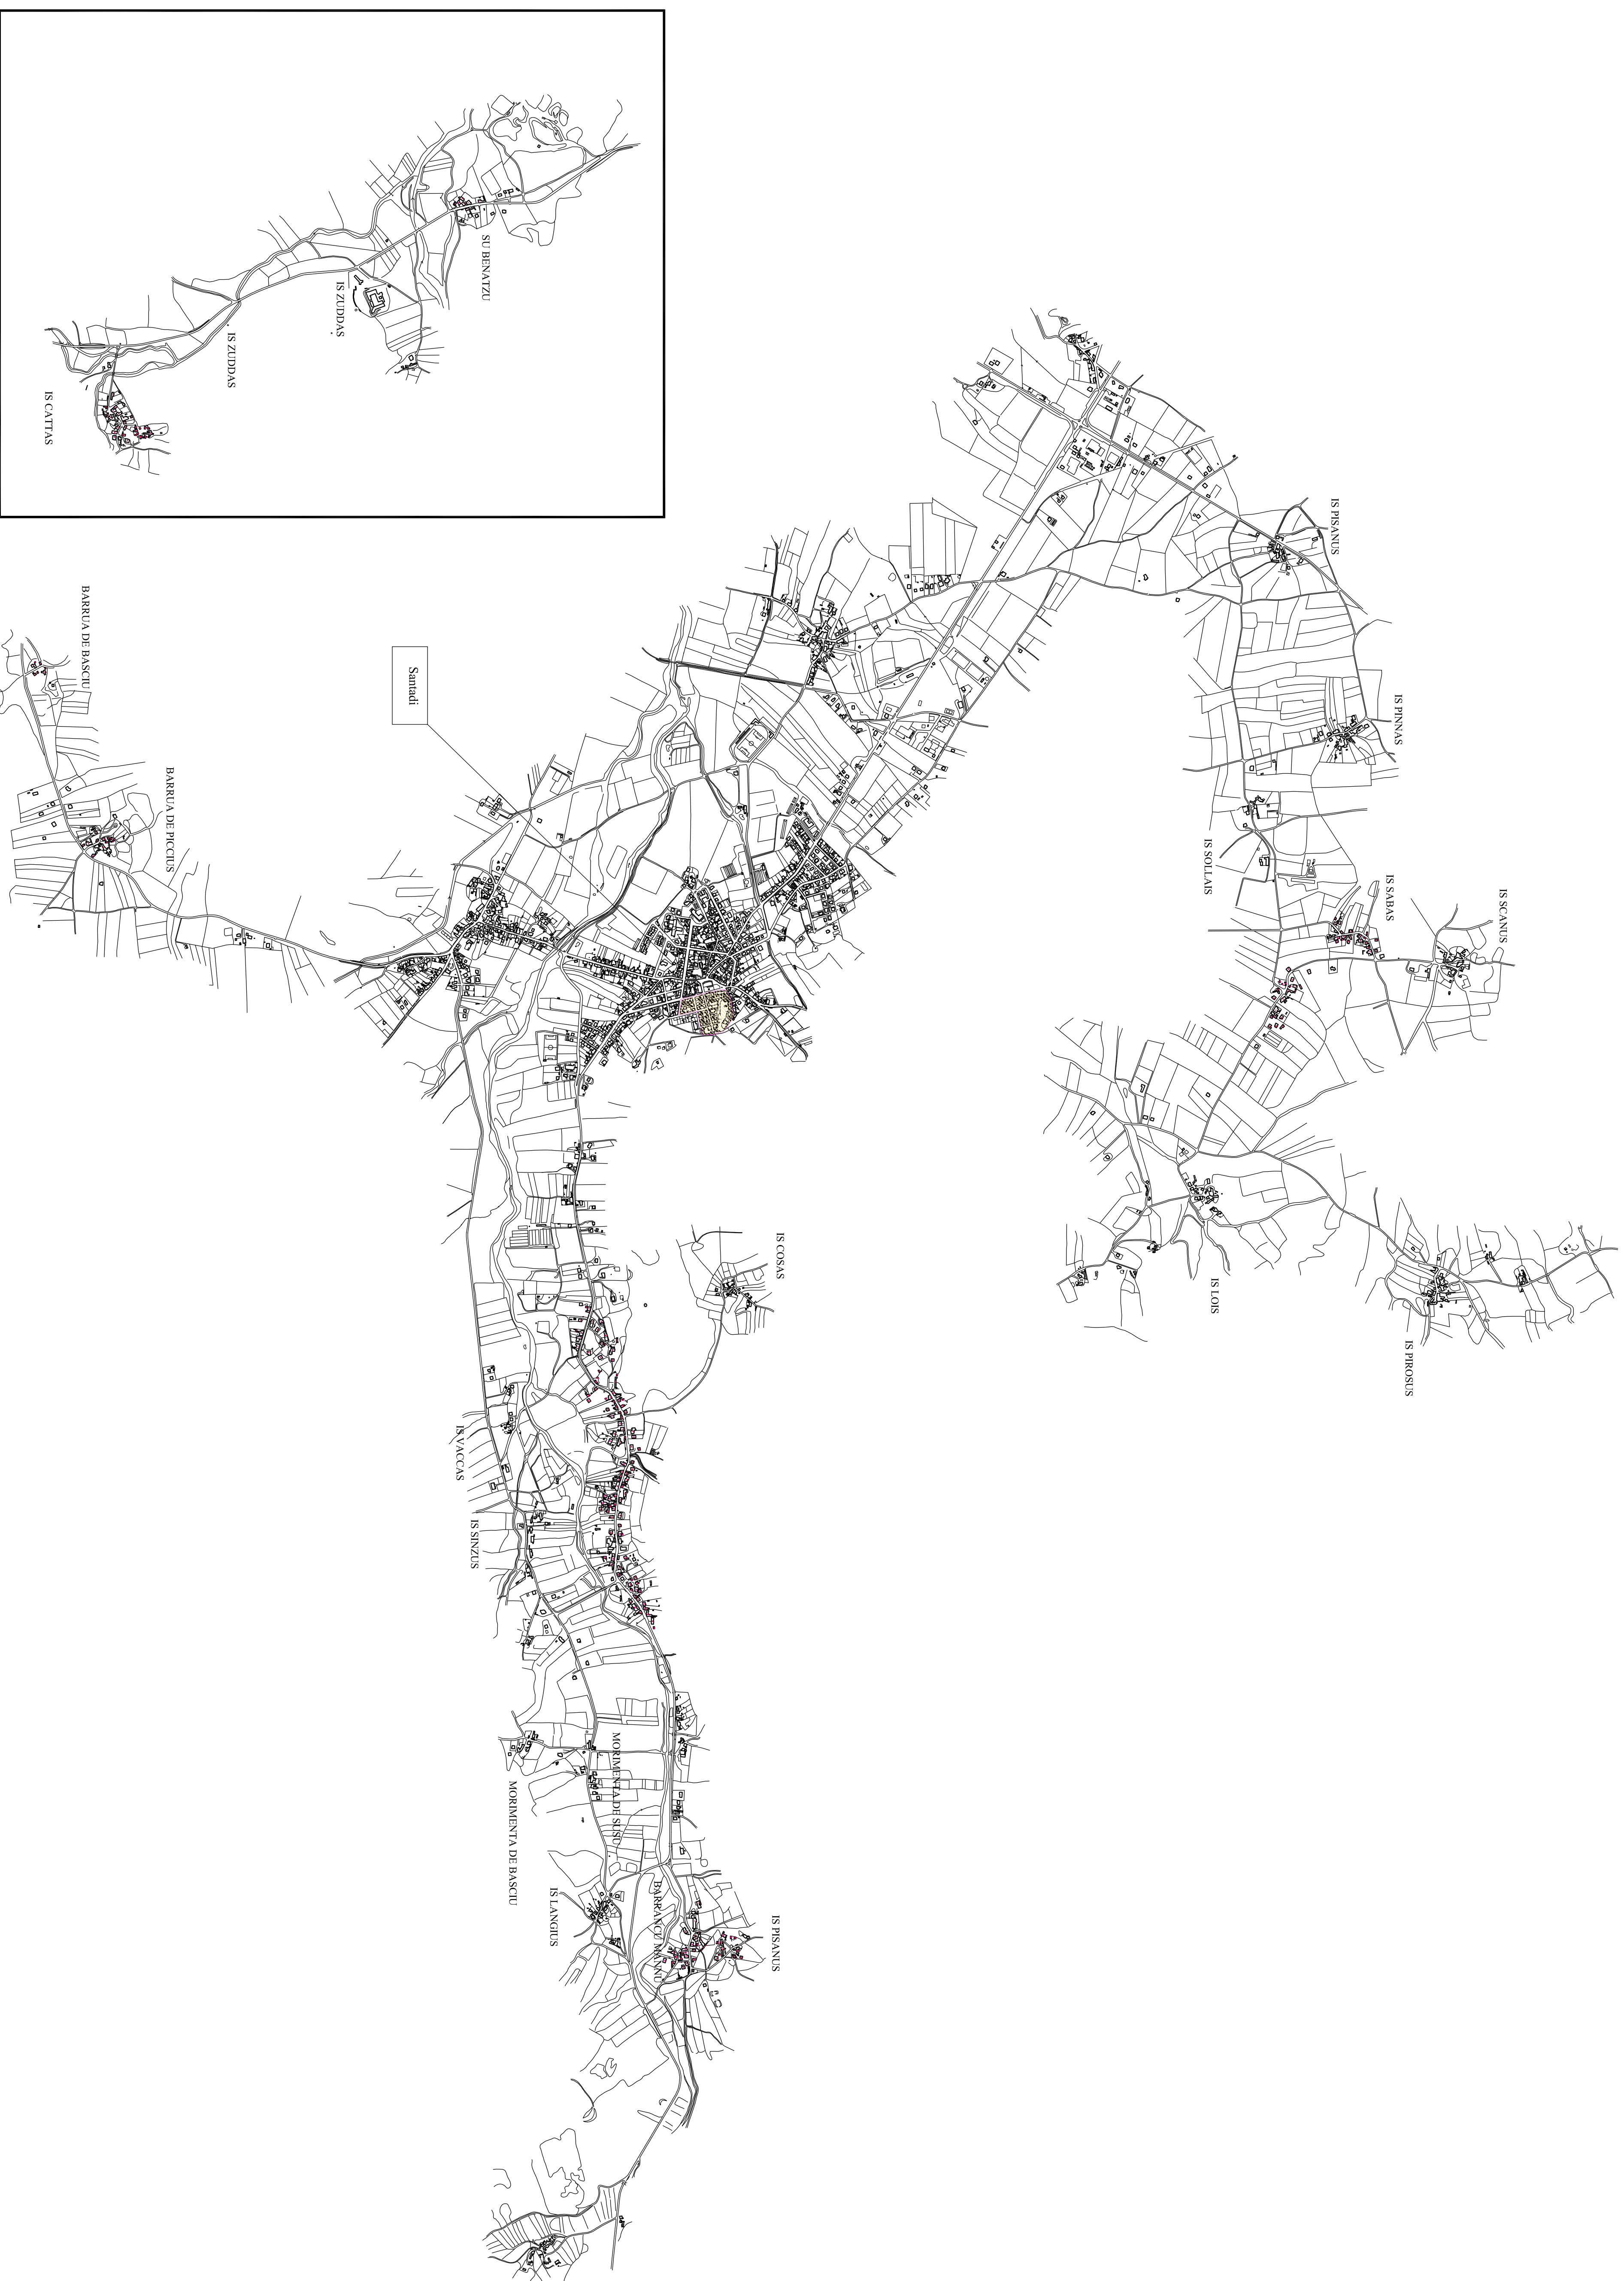 SU BENATZU
IS ZUDDAS
IS ZUDDAS
IS CATTAS
IS PISANUS
IS PINNAS
IS SOLLAIS
IS SABAS
IS SCANUS
IS LOIS
IS PIROSUS
BARRUA DE BASCIU
BARRUA DE PICCIUS
Santadi
IS COSAS
IS VACCAS
IS SINZUS
MORIMENTA DE SUSU
MORIMENTA DE BASCIU
IS LANGIUS
BARRANCU MANNU
IS PISANUS